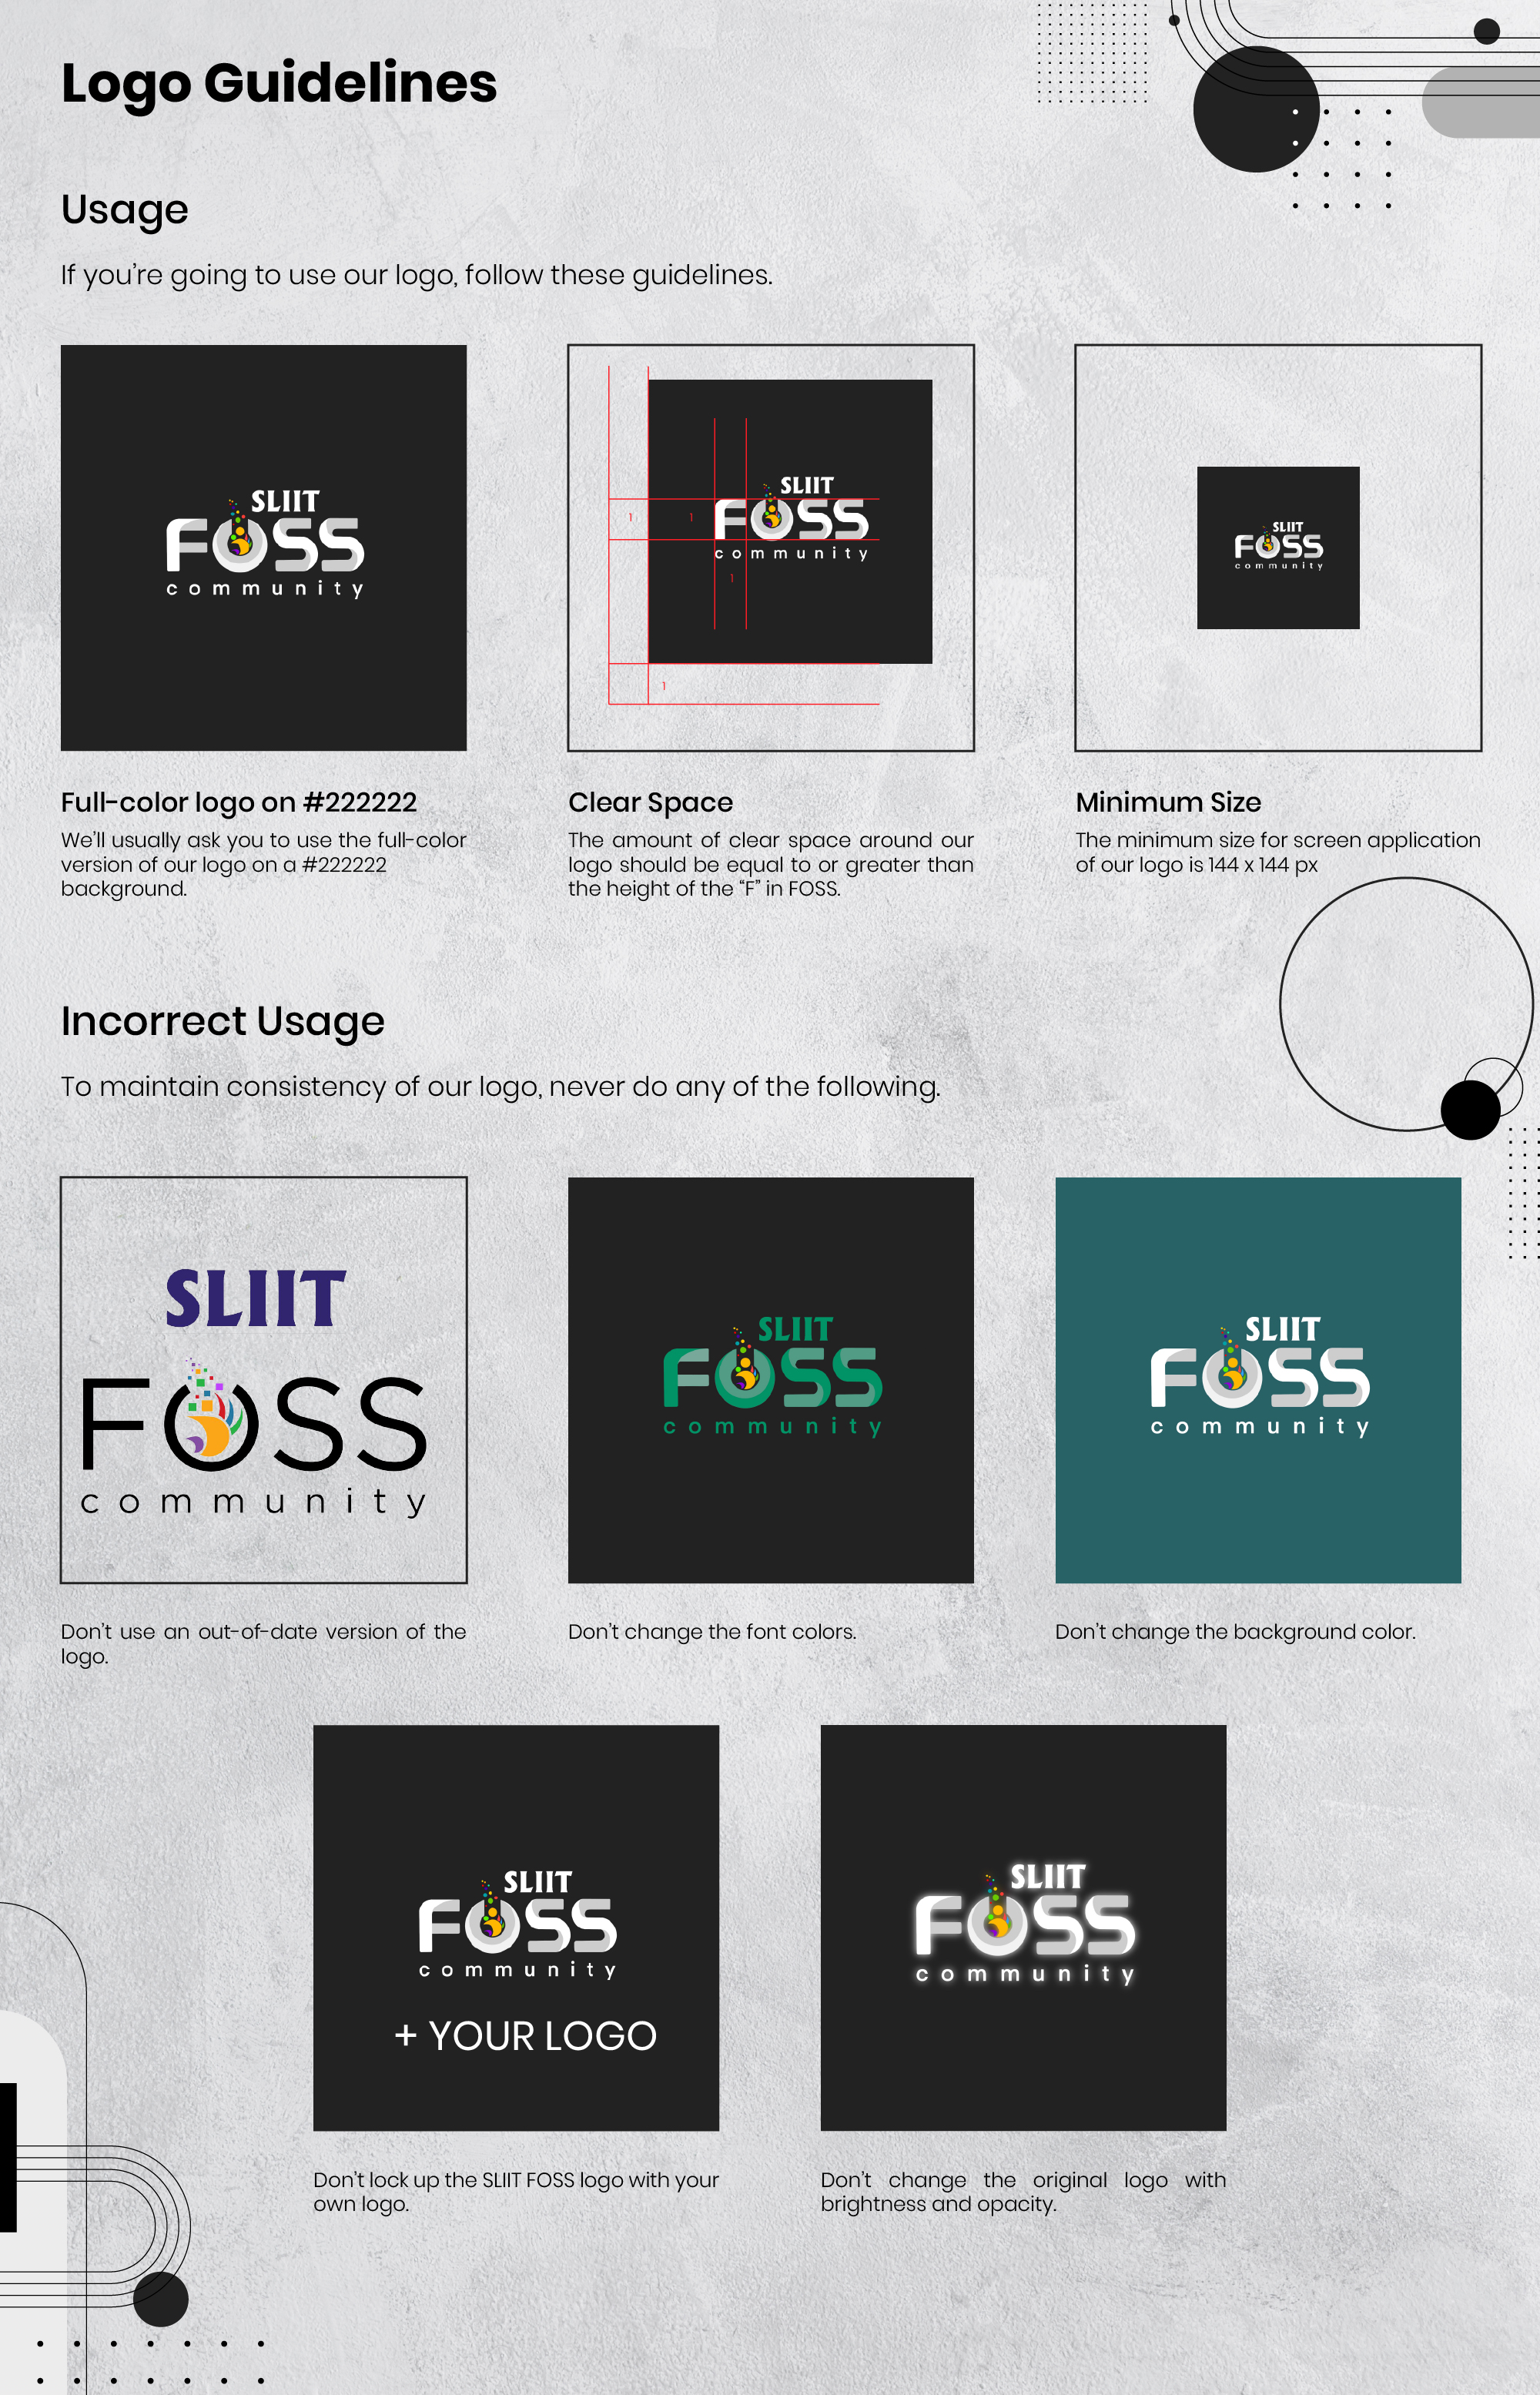 Logo Guidelines
Usage
If you're going to use our logo, follow these guidelines.
SLIIT
FOSS
community
SLIIT
1
1
FOSS
community
1
1
SLIIT
FOSS
community
Full-color logo on #222222
We'll usually ask you to use the full-color
version of our logo on a #222222
background.
Clear Space
The amount of clear space around our
logo should be equal to or greater than
the height of the “F” in FOSS.
Minimum Size
The minimum size for screen application
of our logo is 144 x 144 px
Incorrect Usage
To maintain consistency of our logo, never do any of the following.
SLIIT
FOSS
community
SLIIT
FOSS
community
SLIIT
FOSS
community
Don't use an out-of-date version of the
logo.
Don't change the font colors.
Don't change the background color.
SLIIT
FOSS
community
+ YOUR LOGO
SLIIT
FOSS
community
Don't lock up the SLIIT FOSS logo with your
own logo.
Don't change the original logo with
brightness and opacity.